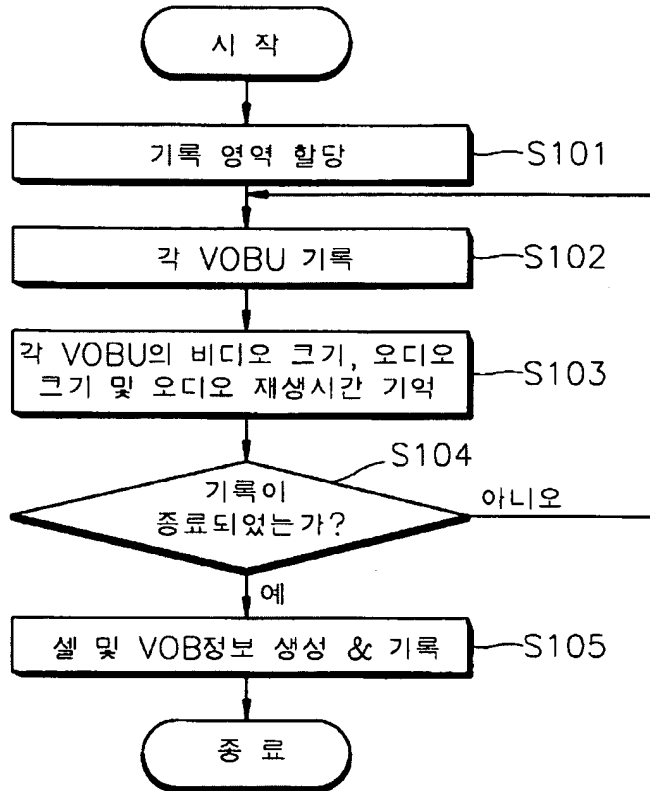 시 작
기록 영역 할당
S101
각 VOBU 기록
S102
각 VOBU의 비디오 크기, 오디오
크기 및 오디오 재생시간 기억
S103
S104
기록이
종료되었는가?
아니오
예
셀 및 VOB정보 생성 & 기록
S105
종 료